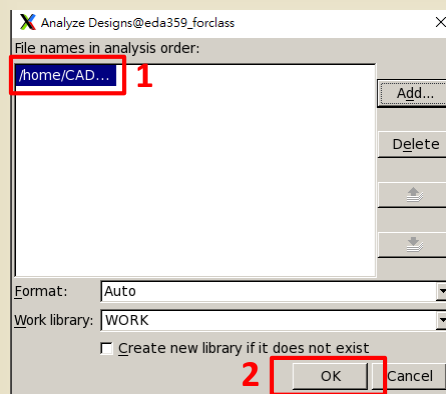 Analyze Designs@eda359_forclass
File names in analysis order:
/home/CAD...
1
Add...
Delete
Format:
Auto
Work library:
WORK
Create new library if it does not exist
2
OK
Cancel